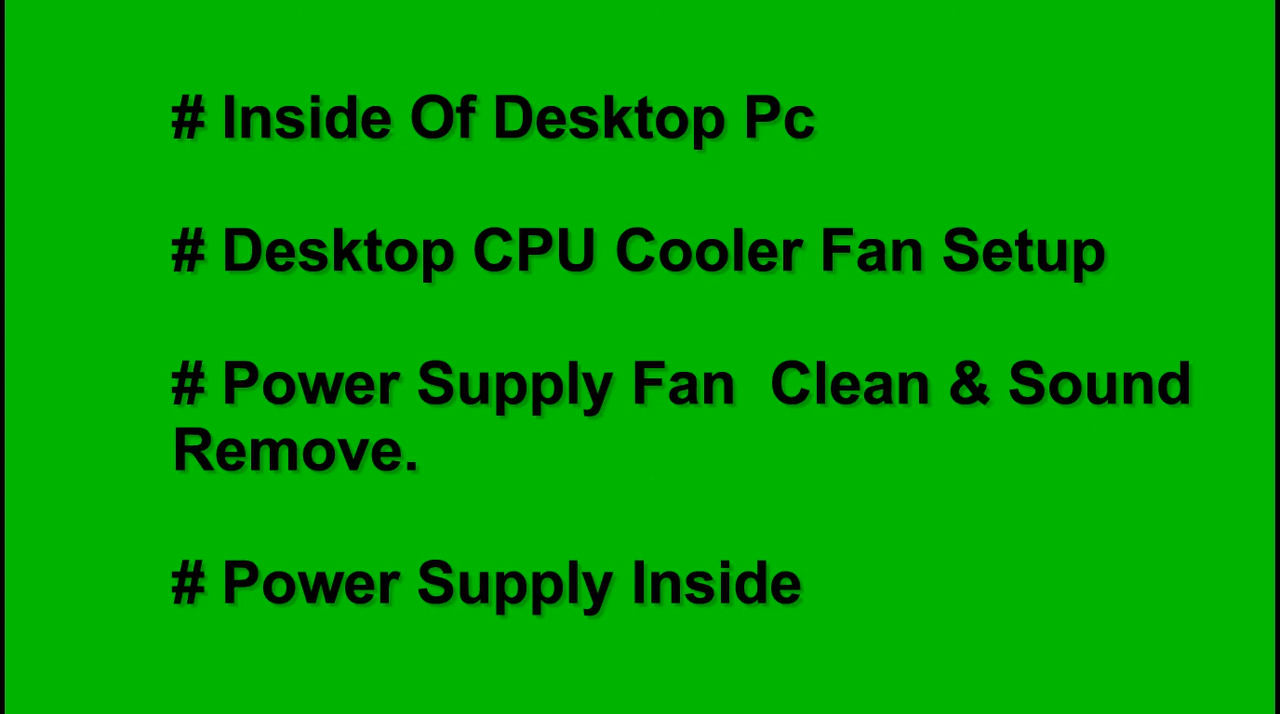 # Inside Of Desktop Pc
# Desktop CPU Cooler Fan Setup
# Power Supply Fan  Clean & Sound
Remove.
# Power Supply Inside